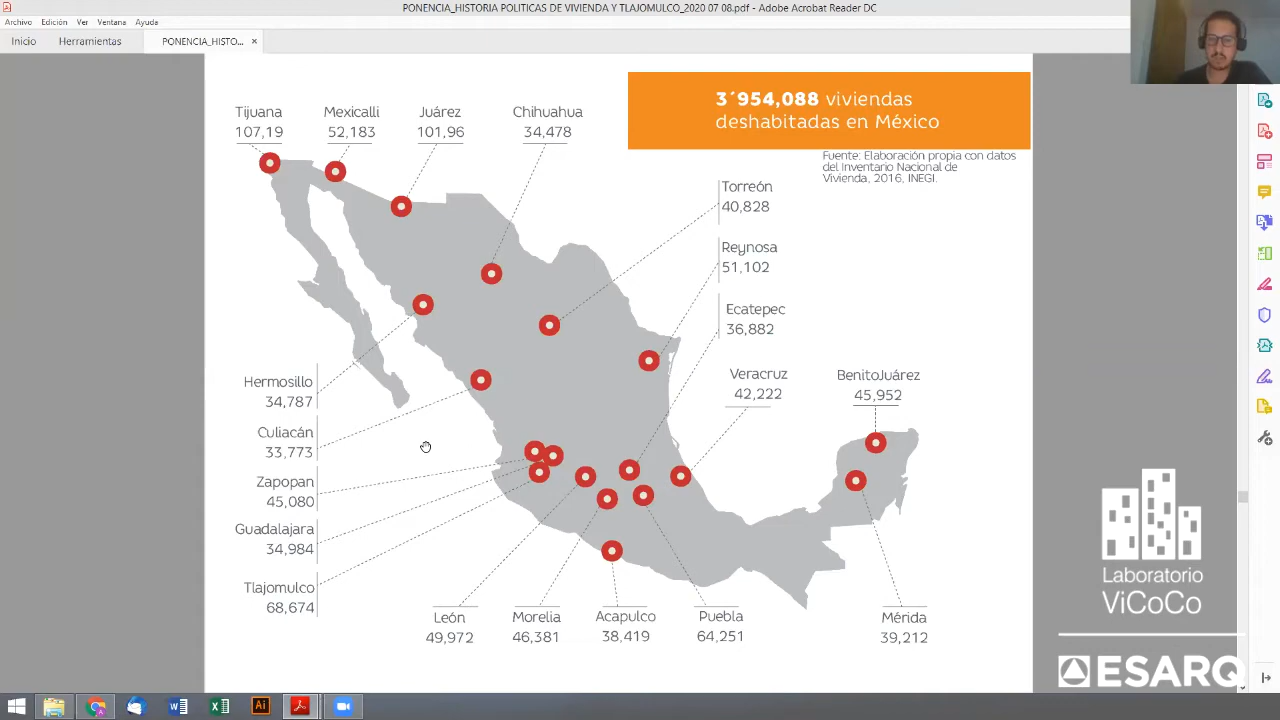 PONENCIA_HISTORIA POLITICAS DE VIVIENDA Y TLAJOMULCO_2020 07 08.pdf - Adobe Acrobat Reader DC
Archivo Edición Ver Ventana Ayuda
Inicio Herramientas PONENCIA_HISTO... ×
3´954,088 viviendas
deshabitadas en México
Fuente: Elaboración propia con datos
del Inventario Nacional de
Vivienda, 2016, INEGI.
Tijuana
107,19
Mexicalli
52,183
Juárez
101,96
Chihuahua
34,478
Torreón
40,828
Reynosa
51,102
Ecatepec
36,882
Veracruz
42,222
BenitoJuárez
45,952
Hermosillo
34,787
Culiacán
33,773
Zapopan
45,080
Guadalajara
34,984
Tlajomulco
68,674
León
49,972
Morelia
46,381
Acapulco
38,419
Puebla
64,251
Mérida
39,212
Laboratorio
ViCoCo
ESARQ
Ai